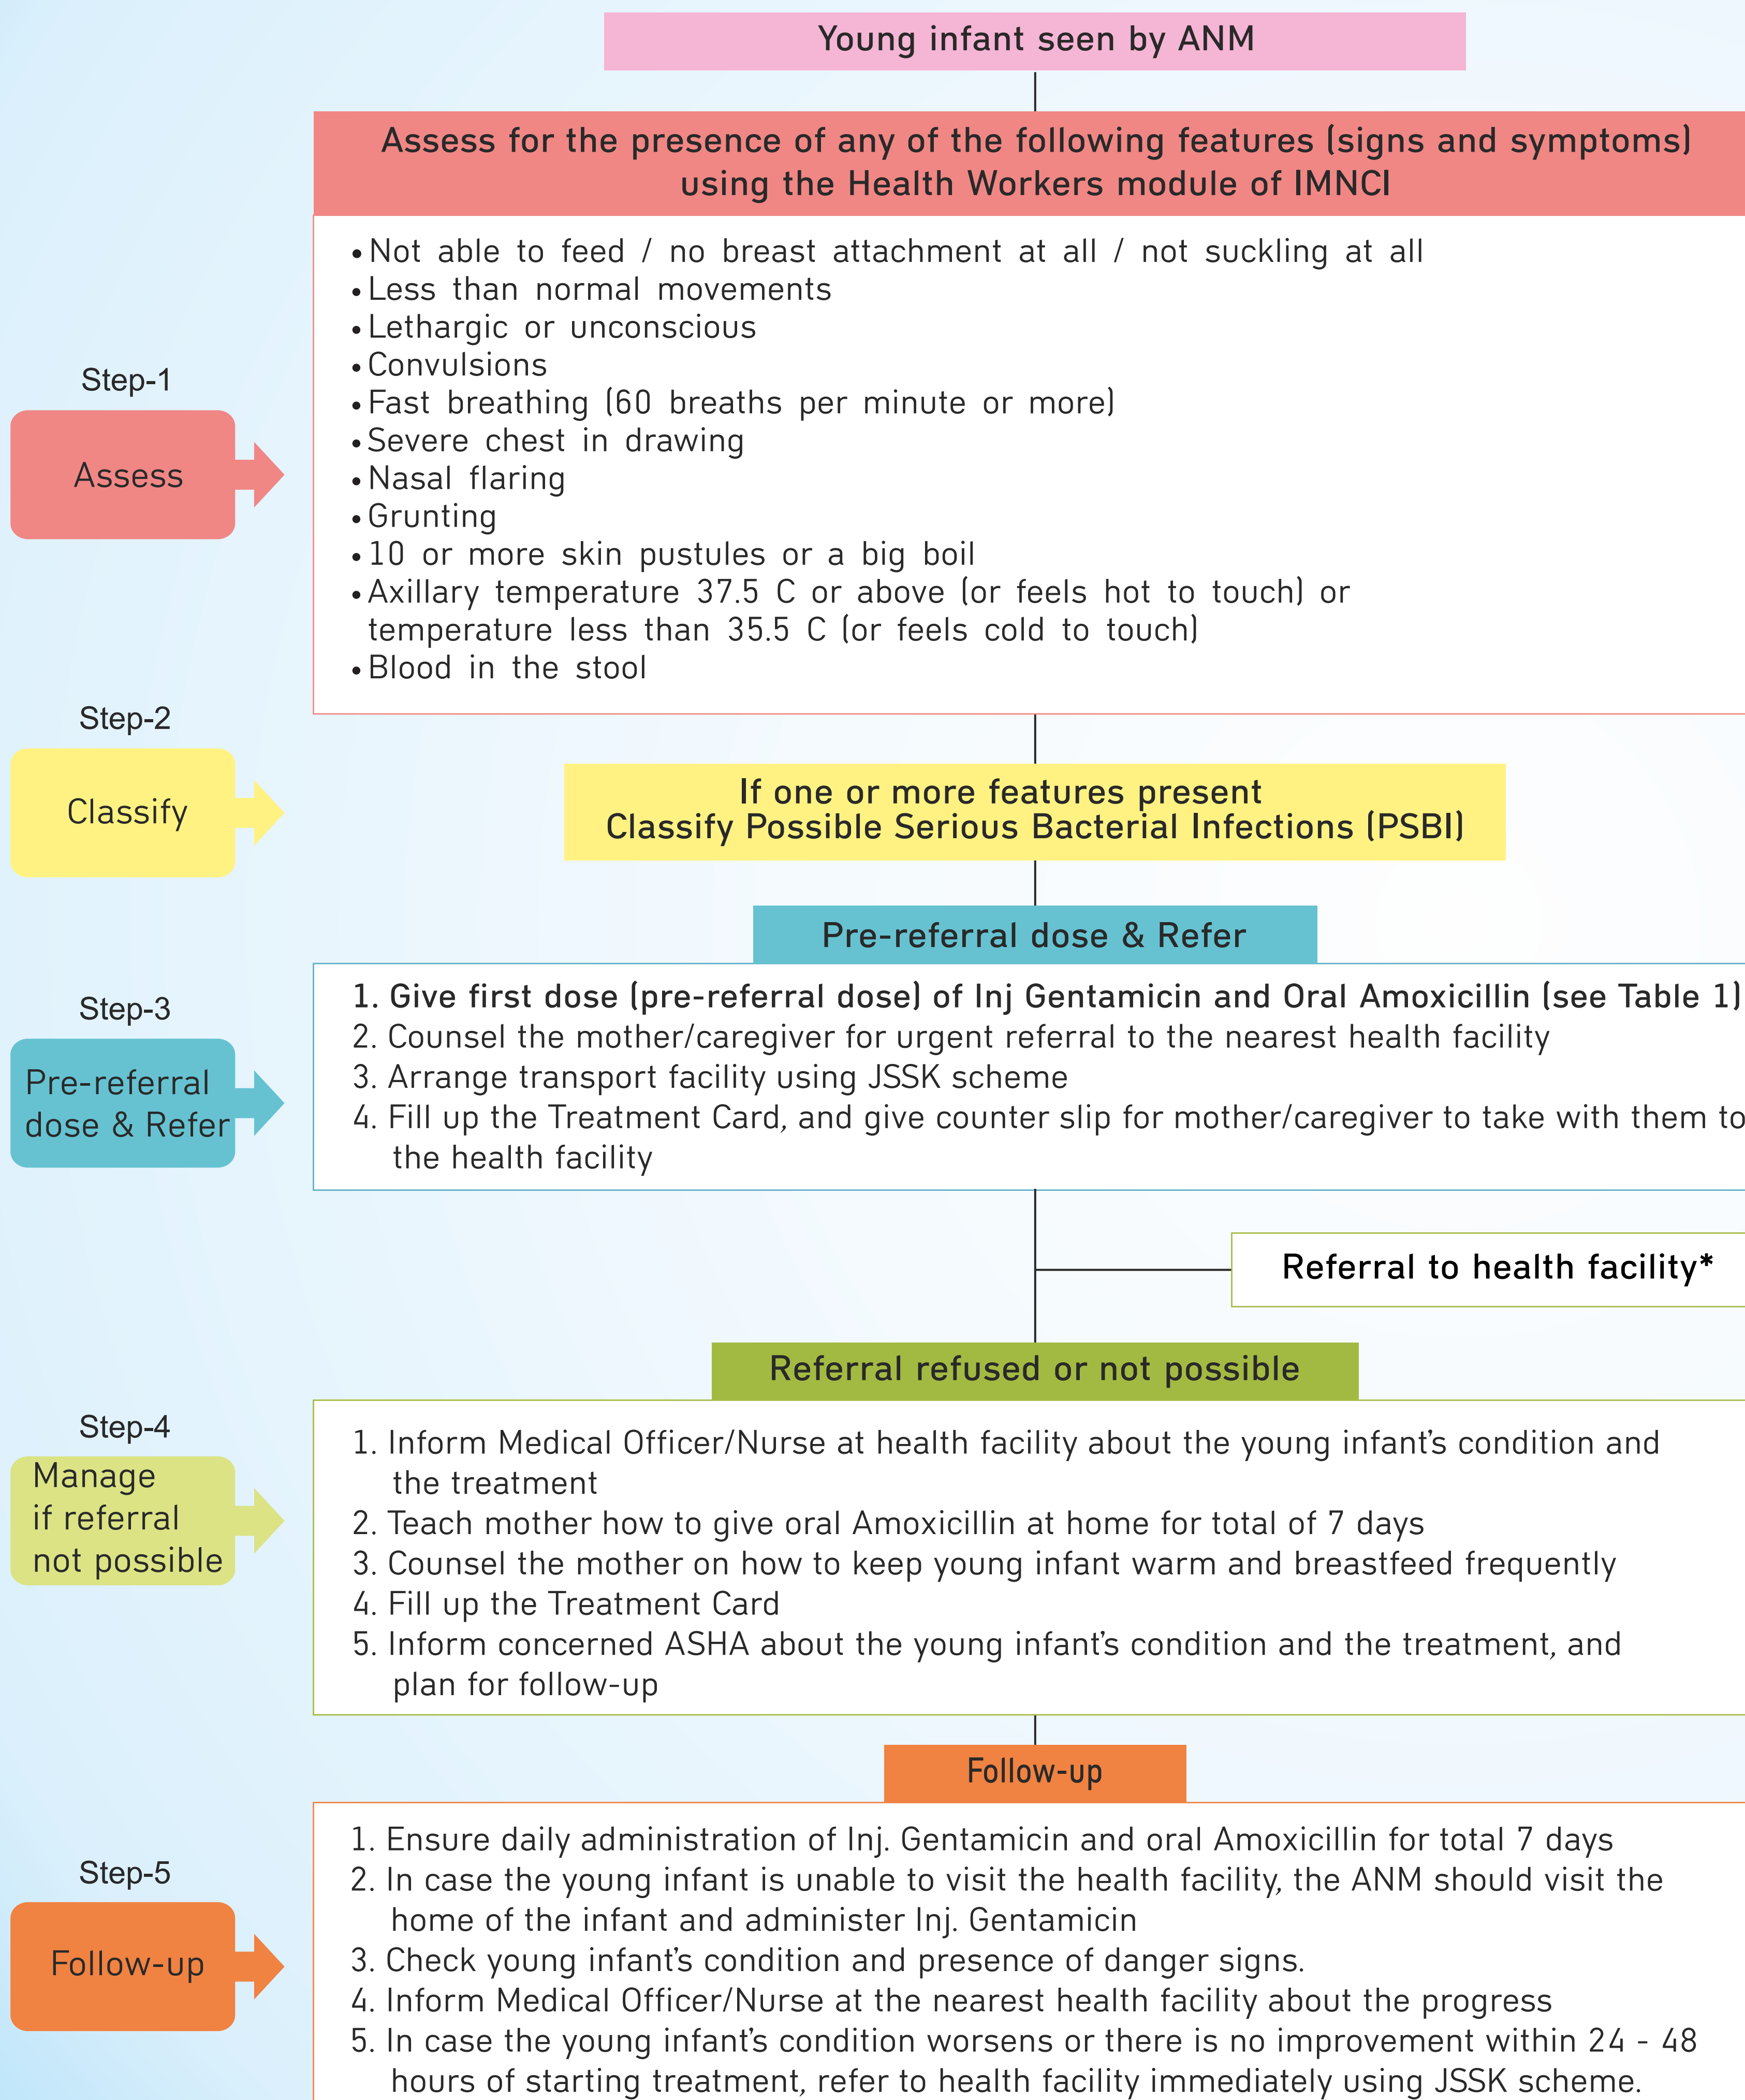 Young infant seen by ANM
Assess for the presence of any of the following features (signs and symptoms)
using the Health Workers module of IMNCI
Step-1
Assess
• Not able to feed / no breast attachment at all / not suckling at all
• Less than normal movements
• Lethargic or unconscious
• Convulsions
• Fast breathing (60 breaths per minute or more)
• Severe chest in drawing
• Nasal flaring
• Grunting
• 10 or more skin pustules or a big boil
• Axillary temperature 37.5 C or above (or feels hot to touch) or
temperature less than 35.5 C (or feels cold to touch)
• Blood in the stool
Step-2
Classify
If one or more features present
Classify Possible Serious Bacterial Infections (PSBI)
Pre-referral dose & Refer
Step-3
Pre-referral
dose & Refer
1. Give first dose (pre-referral dose) of Inj Gentamicin and Oral Amoxicillin (see Table 1)
2. Counsel the mother/caregiver for urgent referral to the nearest health facility
3. Arrange transport facility using JSSK scheme
4. Fill up the Treatment Card, and give counter slip for mother/caregiver to take with them to
the health facility
Referral to health facility*
Referral refused or not possible
Step-4
Manage
if referral
not possible
1. Inform Medical Officer/Nurse at health facility about the young infant's condition and
the treatment
2. Teach mother how to give oral Amoxicillin at home for total of 7 days
3. Counsel the mother on how to keep young infant warm and breastfeed frequently
4. Fill up the Treatment Card
5. Inform concerned ASHA about the young infant's condition and the treatment, and
plan for follow-up
Follow-up
Step-5
Follow-up
1. Ensure daily administration of Inj. Gentamicin and oral Amoxicillin for total 7 days
2. In case the young infant is unable to visit the health facility, the ANM should visit the
home of the infant and administer Inj. Gentamicin
3. Check young infant's condition and presence of danger signs.
4. Inform Medical Officer/Nurse at the nearest health facility about the progress
5. In case the young infant's condition worsens or there is no improvement within 24 - 48
hours of starting treatment, refer to health facility immediately using JSSK scheme.